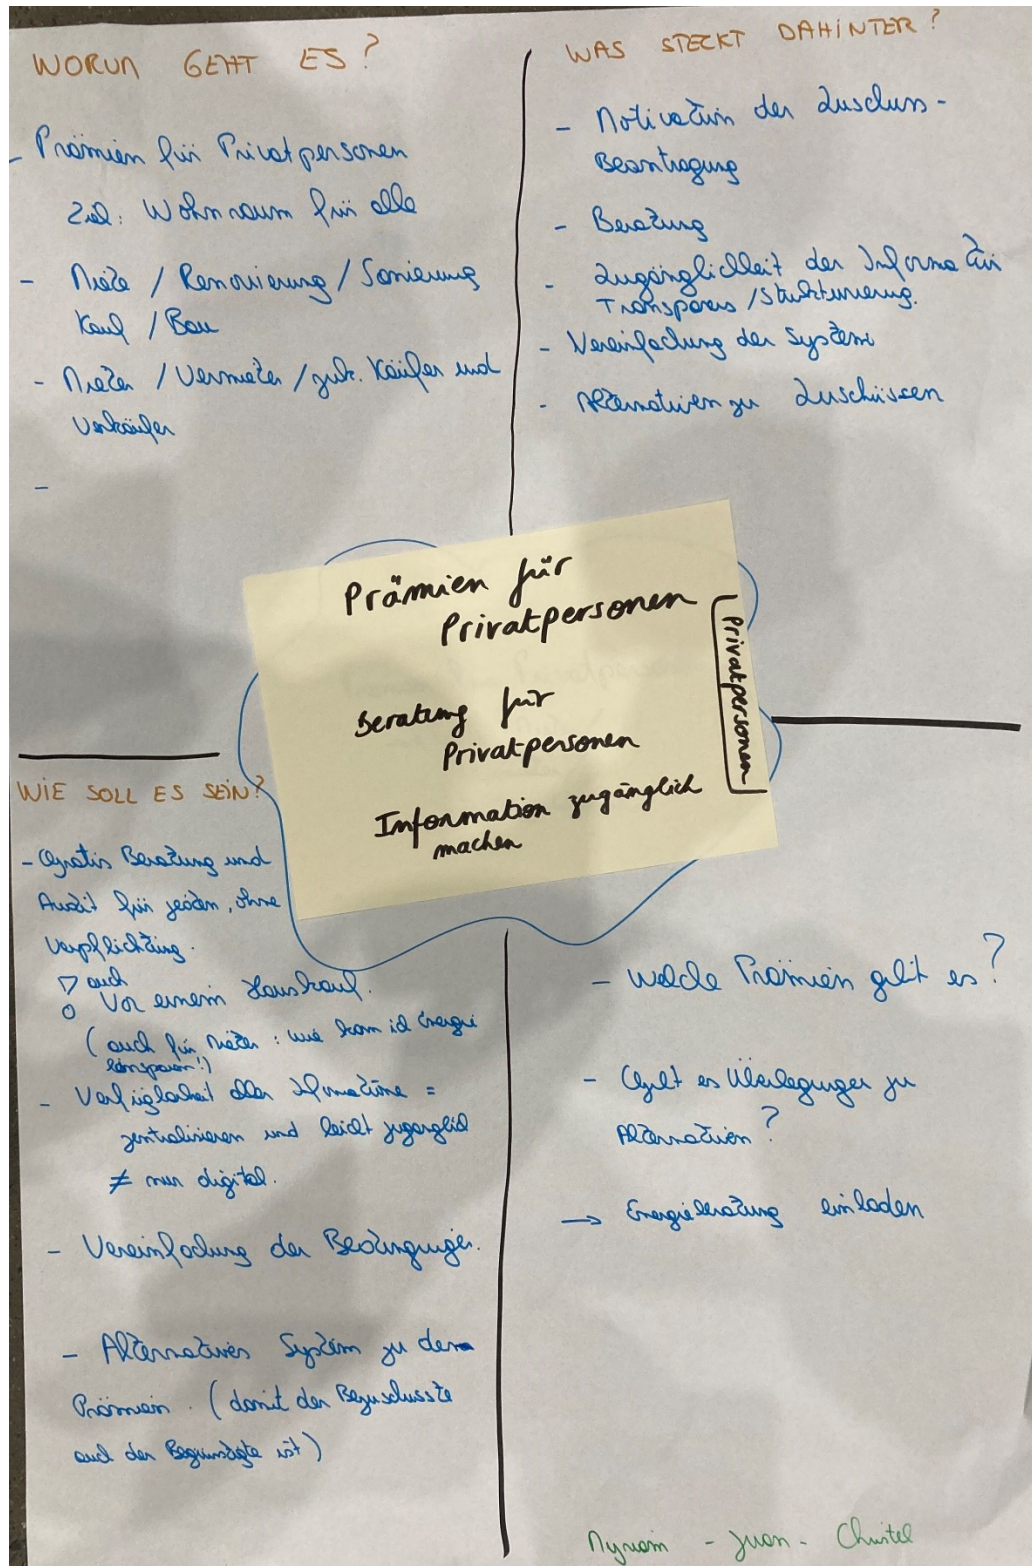 WORUM GEHT ES?
- Prämien für Privatpersonen
Ziel: Wohnraum für alle
- Miete / Renovierung / Sanierung
Kauf / Bau
- Mieter / Vermieter / zuk. Käufer und
Verkäufer
-
WAS STECKT DAHINTER?
- Motivation der Zuschuss-
Beantragung
- Beratung
- Zugänglichkeit der Information
Transparenz / Strukturierung.
- Vereinfachung der Systeme
- Alternativen zu Zuschüssen
Prämien für
Privatpersonen
Beratung für
Privatpersonen
Information zugänglich
machen
Privatpersonen
WIE SOLL ES SEIN?
- Gratis Beratung und
Audit für jeden, ohne
Verpflichtung.
auch
Vor einem Hauskauf.
(auch für Mieter: wie kann ich Energie
einsparen!)
- Verfügbarkeit aller Informationen =
zentralisieren und leicht zugänglich
≠ nur digital.
- Vereinfachung der Bedingungen.
- Alternatives System zu den
Prämien. (damit der Bezuschusste
auch der Begünstigte ist)
- Welche Prämien gibt es?
- Gibt es Überlegungen zu
Alternativen?
→ Energieberatung einladen
- Juan -